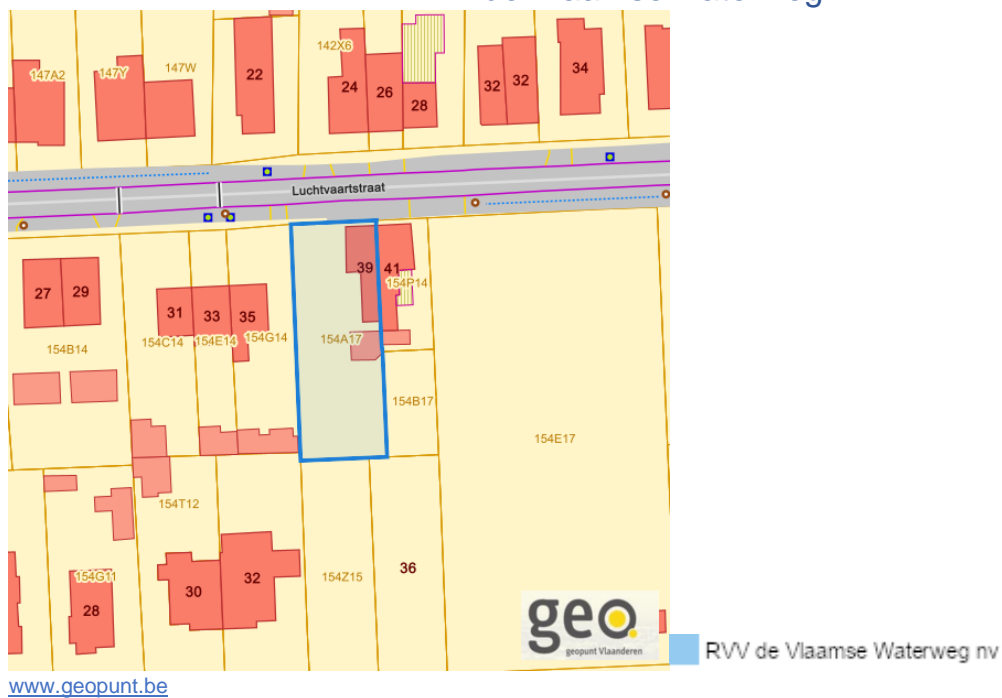 147A2 147Y 147W 22 142X6 24 26 28 32 32 34
Luchtvaartstraat
27 29 31 33 35 39 41
154P14
154B14 154C14 154E14 154G14 154A17
154B17
154E17
154T12
154G11 28 30 32 154Z15 36
geo.
geopunt Vlaanderen
RVV de Vlaamse Waterweg nv
www.geopunt.be